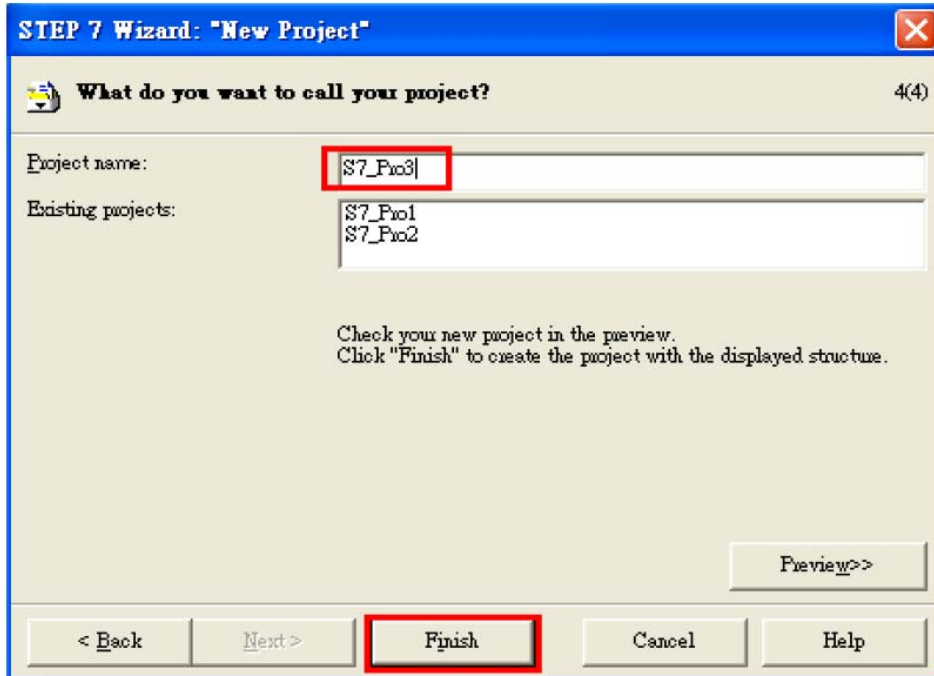 STEP 7 Wizard: "New Project"
What do you want to call your project?
4(4)
Project name:
S7_Pro3
Existing projects:
S7_Pro1
S7_Pro2
Check your new project in the preview.
Click "Finish" to create the project with the displayed structure.
Preview>>
< Back
Next >
Finish
Cancel
Help